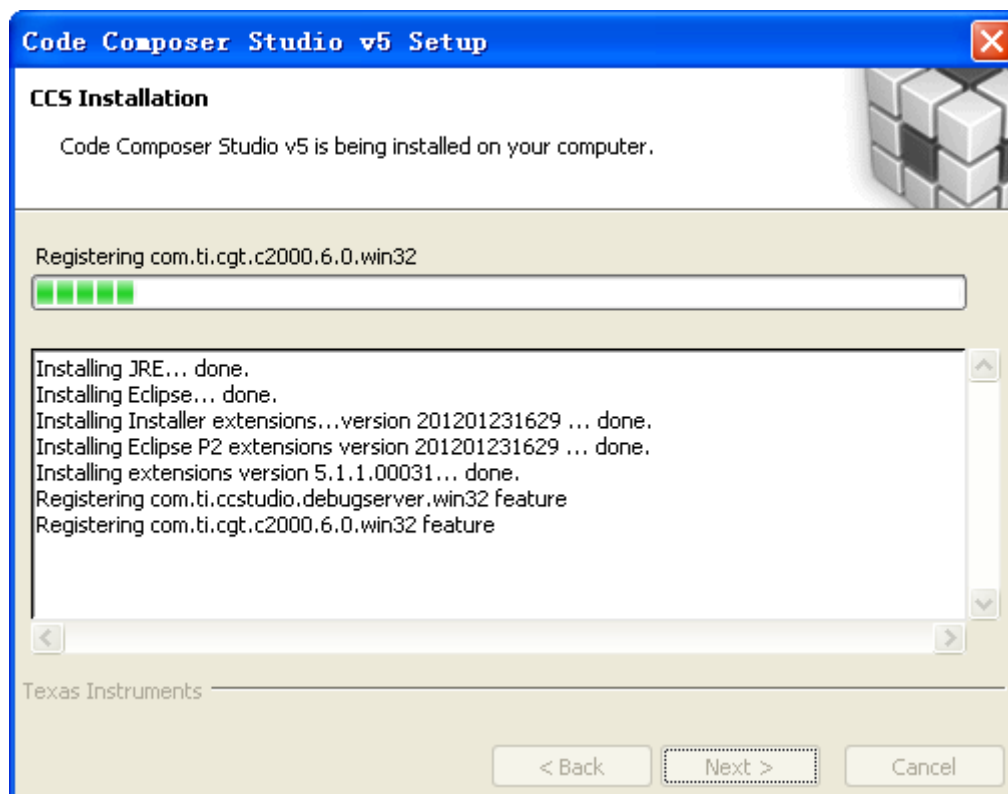 Code Composer Studio v5 Setup
CCS Installation
Code Composer Studio v5 is being installed on your computer.
Registering com.ti.cgt.c2000.6.0.win32
Installing JRE... done.
Installing Eclipse... done.
Installing Installer extensions...version 201201231629 ... done.
Installing Eclipse P2 extensions version 201201231629 ... done.
Installing extensions version 5.1.1.00031... done.
Registering com.ti.ccstudio.debugserver.win32 feature
Registering com.ti.cgt.c2000.6.0.win32 feature
Texas Instruments
< Back
Next >
Cancel